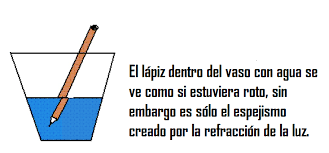 El lápiz dentro del vaso con agua se
ve como si estuviera roto, sin
embargo es sólo el espejismo
creado por la refracción de la luz.